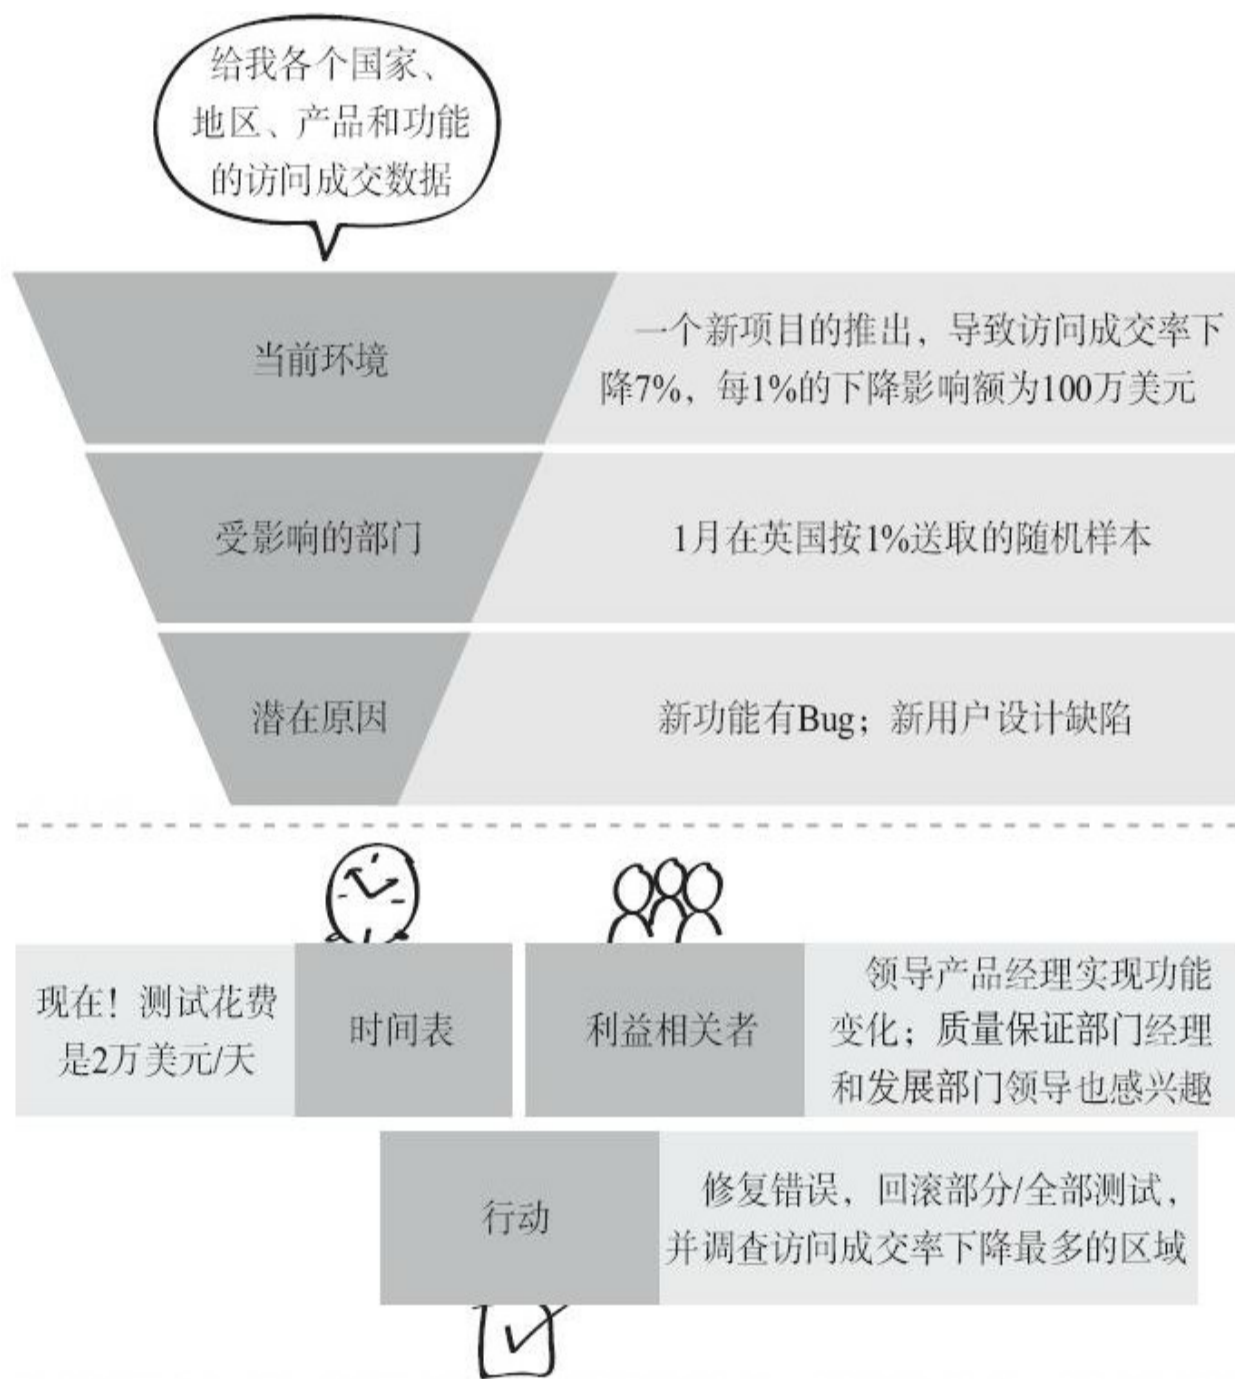 给我各个国家、
地区、产品和功能
的访问成交数据
当前环境
一个新项目的推出，导致访问成交率下
降7%，每1%的下降影响额为100万美元
受影响的部门
1月在英国按1%送取的随机样本
潜在原因
新功能有Bug；新用户设计缺陷
现在！测试花费
是2万美元/天
时间表
利益相关者
领导产品经理实现功能
变化；质量保证部门经理
和发展部门领导也感兴趣
行动
修复错误，回滚部分/全部测试，
并调查访问成交率下降最多的区域